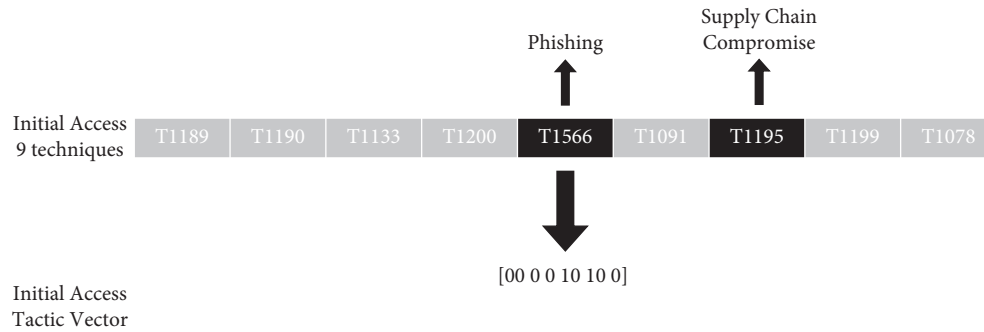 Supply Chain
Compromise
Phishing
Initial Access
9 techniques
T1189 T1190 T1133 T1200 T1566 T1091 T1195 T1199 T1078
[00 0 0 10 10 0]
Initial Access
Tactic Vector